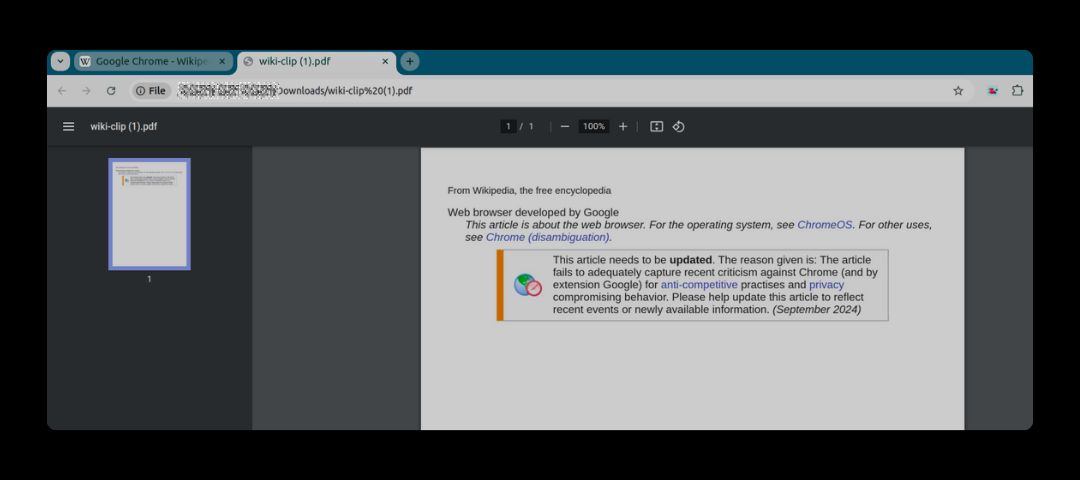 W Google Chrome - Wikipe
wiki-clip (1).pdf
File
Downloads/wiki-clip%20(1).pdf
wiki-clip (1).pdf
1 / 1
100%
1
From Wikipedia, the free encyclopedia
Web browser developed by Google
This article is about the web browser. For the operating system, see ChromeOS. For other uses,
see Chrome (disambiguation).
This article needs to be updated. The reason given is: The article
fails to adequately capture recent criticism against Chrome (and by
extension Google) for anti-competitive practises and privacy
compromising behavior. Please help update this article to reflect
recent events or newly available information. (September 2024)